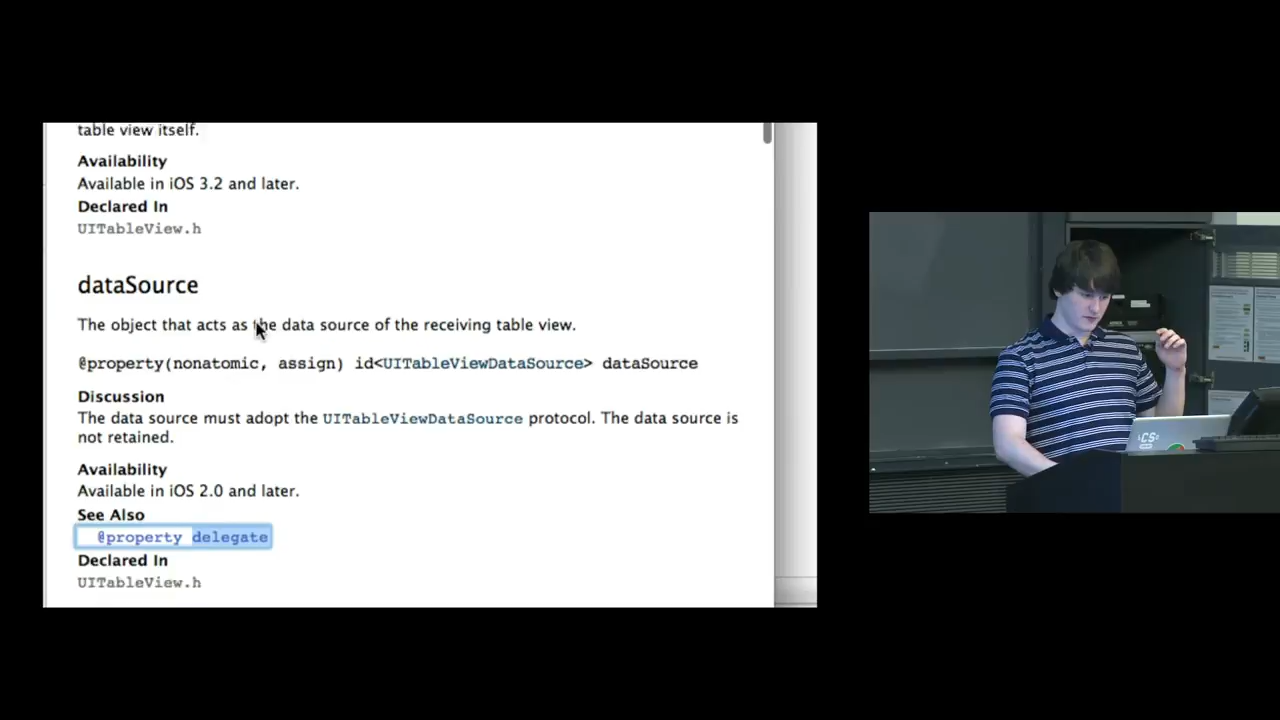 table view itself.
Availability
Available in iOS 3.2 and later.
Declared In
UITableView.h
dataSource
The object that acts as the data source of the receiving table view.
@property(nonatomic, assign) id<UITableViewDataSource> dataSource
Discussion
The data source must adopt the UITableViewDataSource protocol. The data source is
not retained.
Availability
Available in iOS 2.0 and later.
See Also
@property delegate
Declared In
UITableView.h